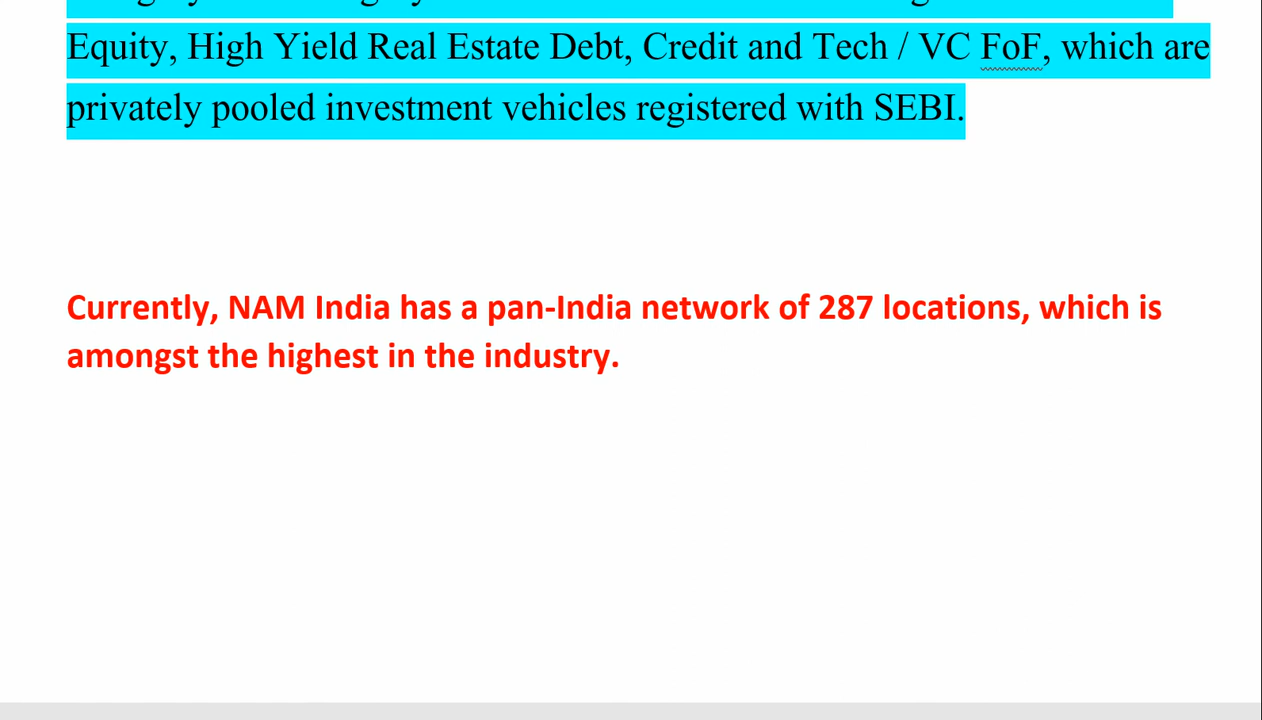 Equity, High Yield Real Estate Debt, Credit and Tech / VC FoF, which are
privately pooled investment vehicles registered with SEBI.
Currently, NAM India has a pan-India network of 287 locations, which is
amongst the highest in the industry.